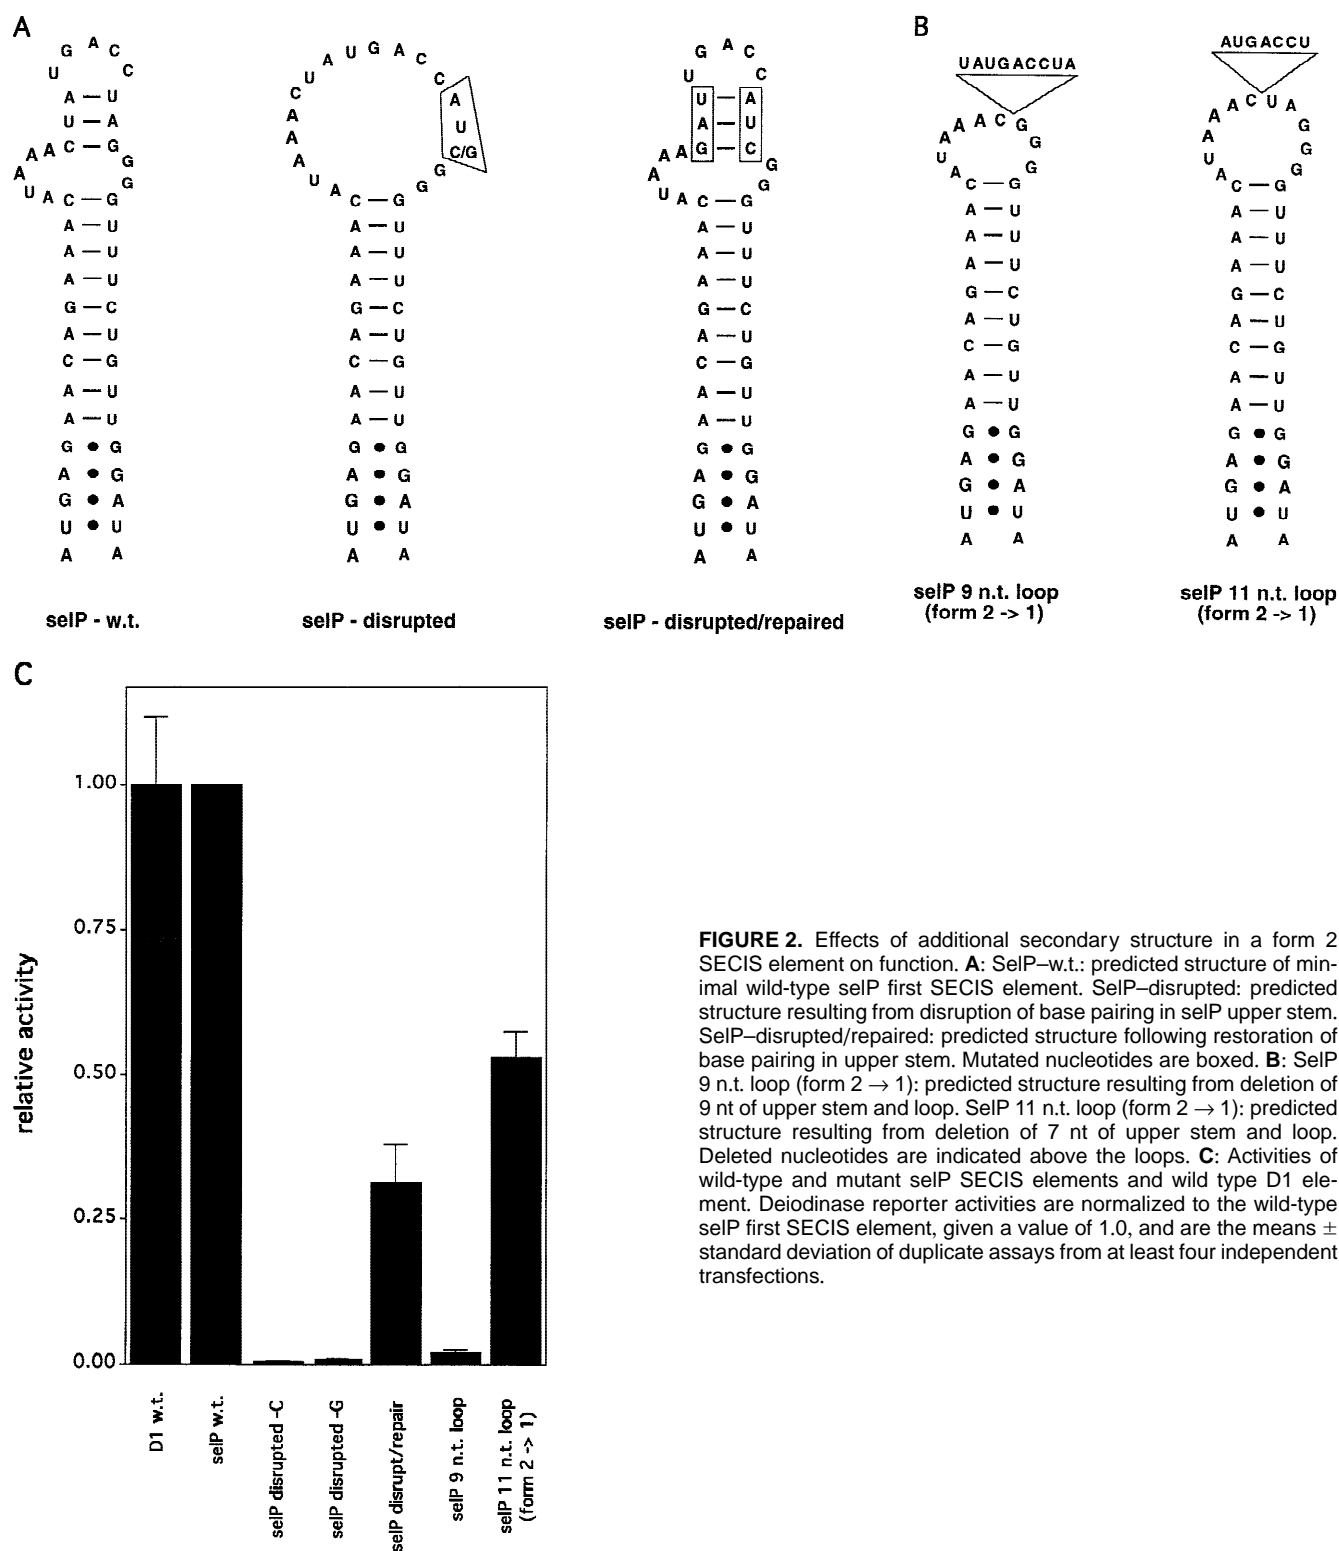 A
G A C
U C
A — U
U — A
A A C — G
A G
U A G
C — G
A — U
A — U
A — U
G — C
A — U
C — G
A — U
A — U
G ● G
A ● G
G ● A
U ● U
A A
selP - w.t.
U A U G A C C
C A
A U
A C/G
A G
A G
U A
C — G
A — U
A — U
A — U
G — C
A — U
C — G
A — U
A — U
G ● G
A ● G
G ● A
U ● U
A A
selP - disrupted
G A C
U C
U — A
A — U
A A G — C
A G
U A G
C — G
A — U
A — U
A — U
G — C
A — U
C — G
A — U
A — U
G ● G
A ● G
G ● A
U ● U
A A
selP - disrupted/repaired
B
UAUGACCUA
A A A C G
A G
U G
A
C — G
A — U
A — U
A — U
G — C
A — U
C — G
A — U
A — U
G ● G
A ● G
G ● A
U ● U
A A
selP 9 n.t. loop
(form 2 -> 1)
AUGACCU
A A C U A
A G
A G
U G
A
C — G
A — U
A — U
A — U
G — C
A — U
C — G
A — U
A — U
G ● G
A ● G
G ● A
U ● U
A A
selP 11 n.t. loop
(form 2 -> 1)
C
relative activity
1.00
0.75
0.50
0.25
0.00
D1 w.t.
selP w.t.
selP disrupted -C
selP disrupted -G
selP disrupt/repair
selP 9 n.t. loop
selP 11 n.t. loop
(form 2 -> 1)
FIGURE 2. Effects of additional secondary structure in a form 2
SECIS element on function. A: SelP–w.t.: predicted structure of min-
imal wild-type selP first SECIS element. SelP–disrupted: predicted
structure resulting from disruption of base pairing in selP upper stem.
SelP–disrupted/repaired: predicted structure following restoration of
base pairing in upper stem. Mutated nucleotides are boxed. B: SelP
9 n.t. loop (form 2 → 1): predicted structure resulting from deletion of
9 nt of upper stem and loop. SelP 11 n.t. loop (form 2 → 1): predicted
structure resulting from deletion of 7 nt of upper stem and loop.
Deleted nucleotides are indicated above the loops. C: Activities of
wild-type and mutant selP SECIS elements and wild type D1 ele-
ment. Deiodinase reporter activities are normalized to the wild-type
selP first SECIS element, given a value of 1.0, and are the means ±
standard deviation of duplicate assays from at least four independent
transfections.